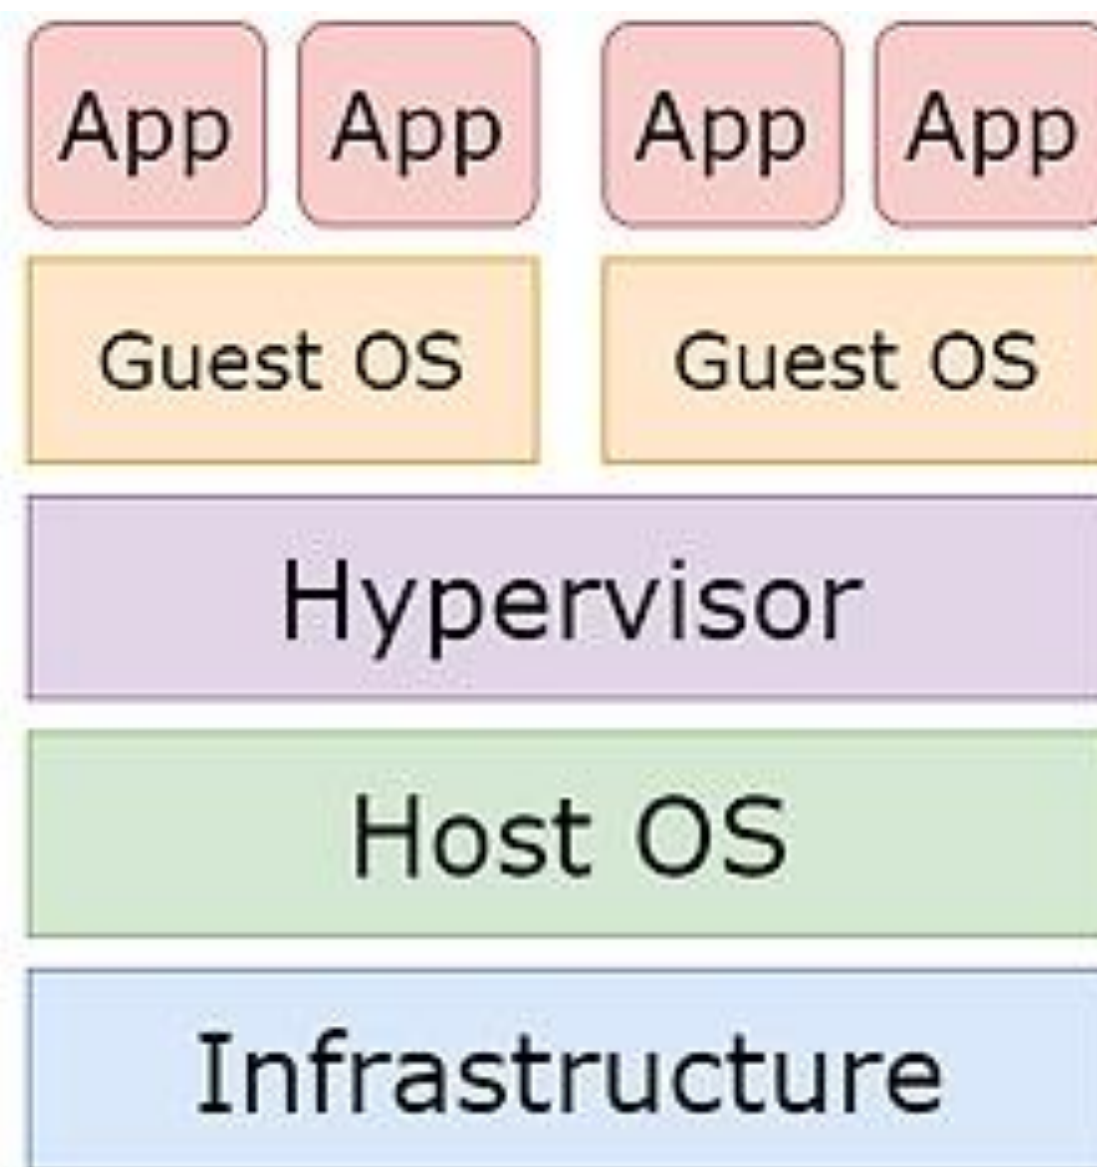 App App App App
Guest OS Guest OS
Hypervisor
Host OS
Infrastructure